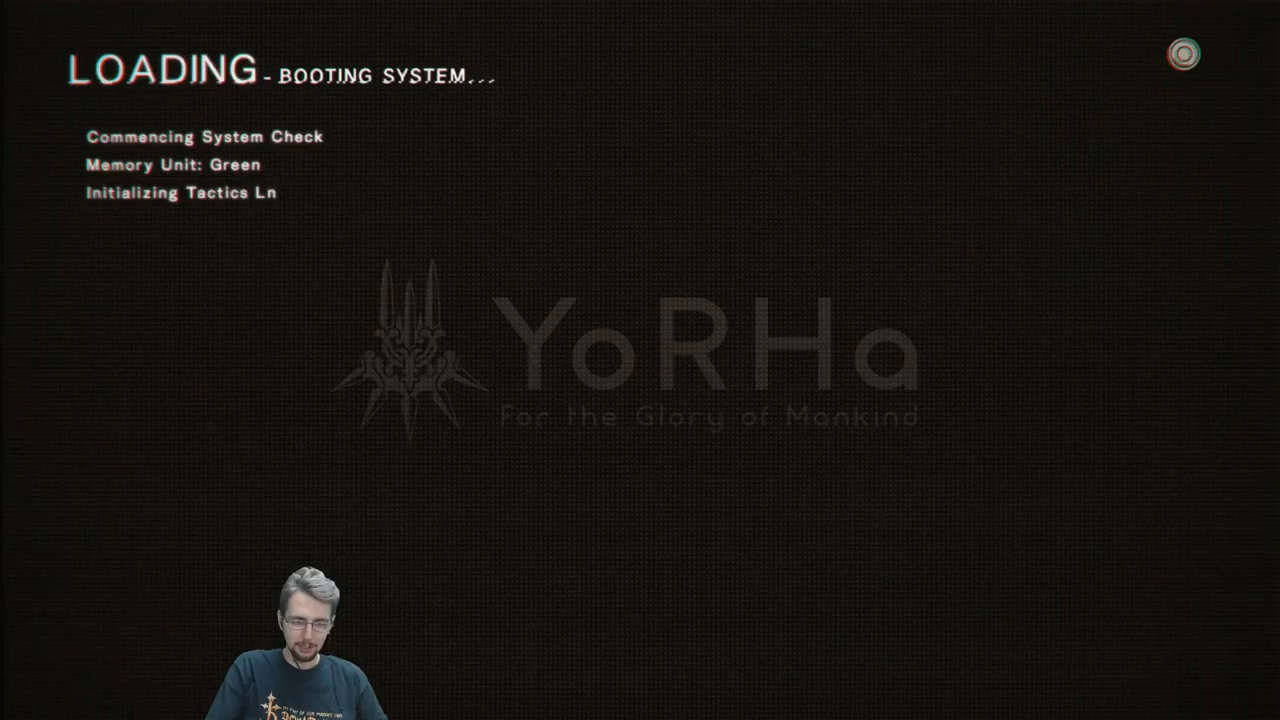 LOADING - BOOTING SYSTEM...
Commencing System Check
Memory Unit: Green
Initializing Tactics Ln
YoRHa
For the Glory of Mankind